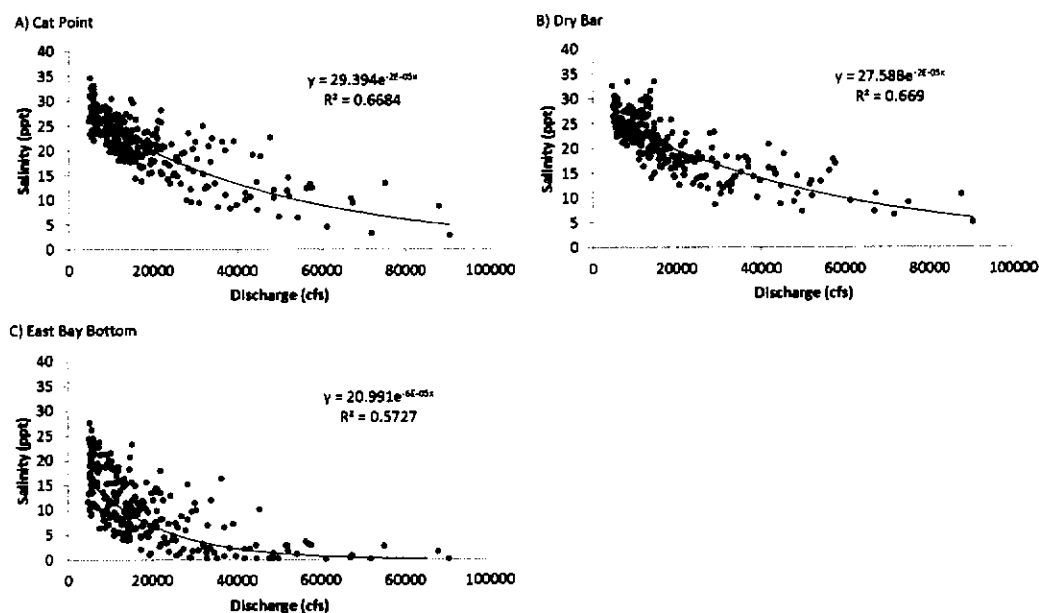 A) Cat Point
40
35
30
25
20
15
10
5
0
Salinity (ppt)
y = 29.394e^-2E-05x
R² = 0.6684
0 20000 40000 60000 80000 100000
Discharge (cfs)
B) Dry Bar
40
35
30
25
20
15
10
5
0
Salinity (ppt)
y = 27.588e^-2E-05x
R² = 0.669
0 20000 40000 60000 80000 100000
Discharge (cfs)
C) East Bay Bottom
40
35
30
25
20
15
10
5
0
Salinity (ppt)
y = 20.991e^-6E-05x
R² = 0.5727
0 20000 40000 60000 80000 100000
Discharge (cfs)